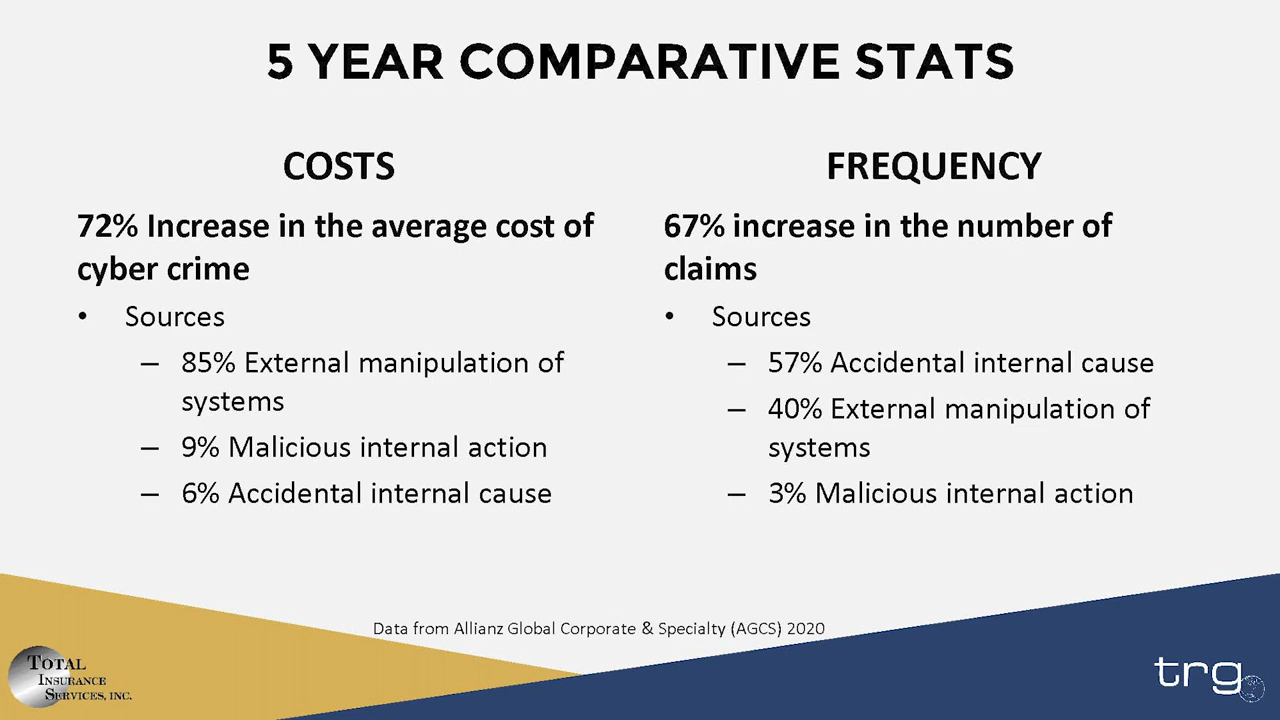 5 YEAR COMPARATIVE STATS
COSTS
72% Increase in the average cost of
cyber crime
• Sources
– 85% External manipulation of
systems
– 9% Malicious internal action
– 6% Accidental internal cause
FREQUENCY
67% increase in the number of
claims
• Sources
– 57% Accidental internal cause
– 40% External manipulation of
systems
– 3% Malicious internal action
Data from Allianz Global Corporate & Specialty (AGCS) 2020
TOTAL
INSURANCE
SERVICES, INC.
trg